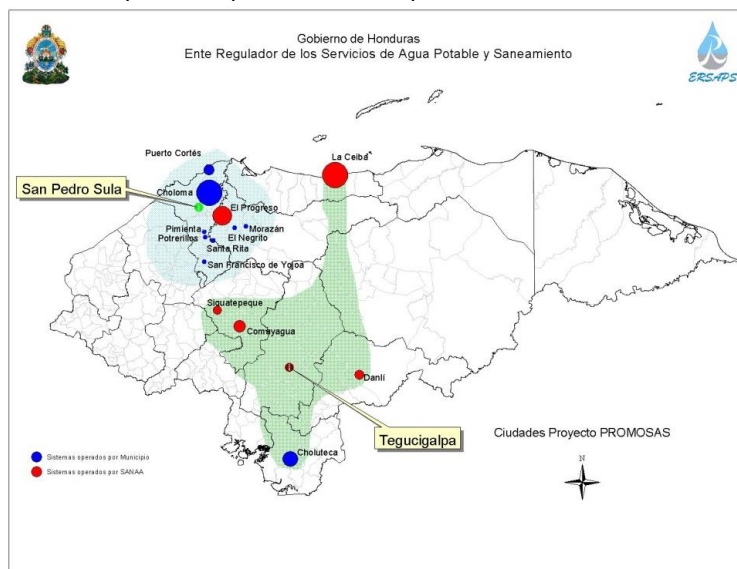 Gobierno de Honduras
Ente Regulador de los Servicios de Agua Potable y Saneamiento
ERSAPS
Puerto Cortés
La Ceiba
San Pedro Sula
Choloma
El Progreso
Pimienta
Morazán
Potrerillos
El Negrito
Santa Rita
San Francisco de Yojoa
Siguatepeque
Comayagua
Danlí
Tegucigalpa
Ciudades Proyecto PROMOSAS
Choluteca
N
Sistemas operados por Municipio
Sistemas operados por SANAA